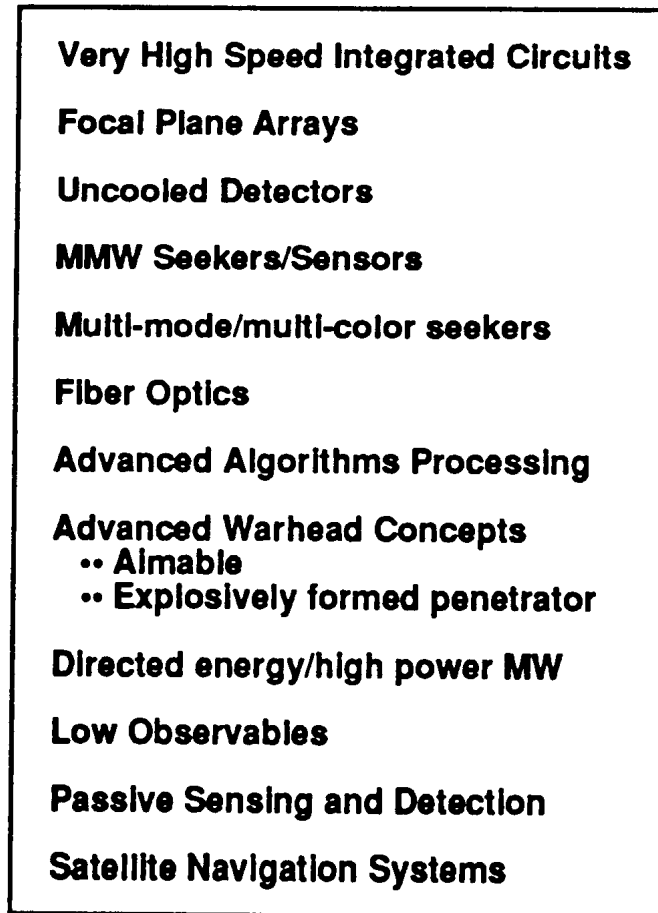 Very High Speed Integrated Circuits
Focal Plane Arrays
Uncooled Detectors
MMW Seekers/Sensors
Multi-mode/multi-color seekers
Fiber Optics
Advanced Algorithms Processing
Advanced Warhead Concepts
•• Aimable
•• Explosively formed penetrator
Directed energy/high power MW
Low Observables
Passive Sensing and Detection
Satellite Navigation Systems